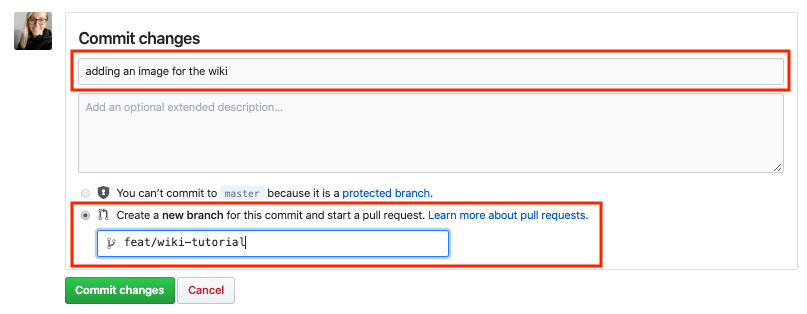 Commit changes
adding an image for the wiki
Add an optional extended description...
You can’t commit to master because it is a protected branch.
Create a new branch for this commit and start a pull request. Learn more about pull requests.
feat/wiki-tutorial
Commit changes Cancel